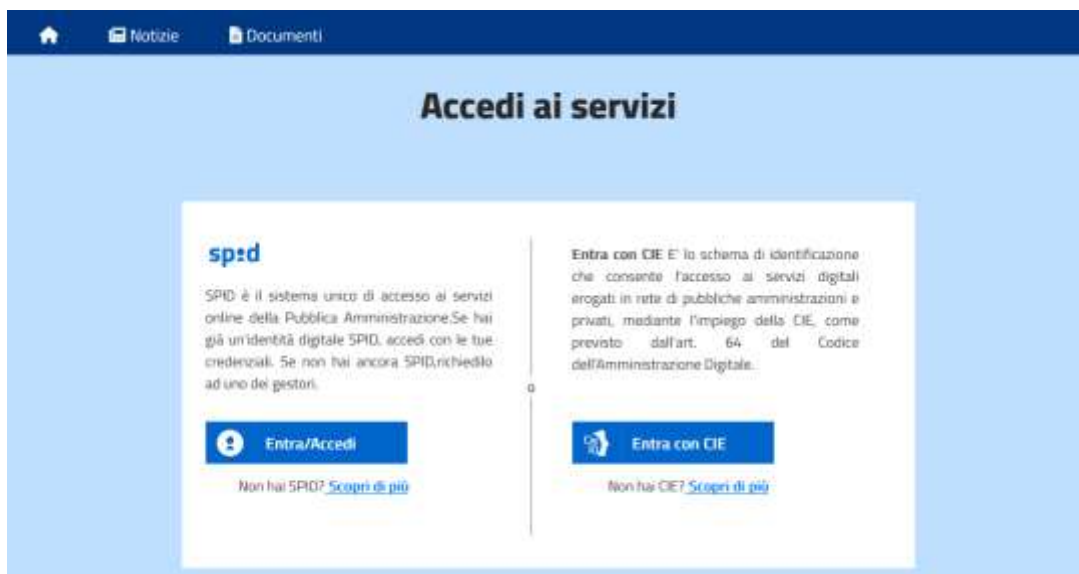 Notizie
Documenti
Accedi ai servizi
sp:d
SPID è il sistema unico di accesso ai servizi
online della Pubblica Amministrazione.Se hai
già un'identità digitale SPID, accedi con le tue
credenziali. Se non hai ancora SPID,richiedilo
ad uno dei gestori.
Entra/Accedi
Non hai SPID? Scopri di più
o
Entra con CIE E' lo schema di identificazione
che consente l'accesso ai servizi digitali
erogati in rete di pubbliche amministrazioni e
privati, mediante l'impiego della CIE, come
previsto dall'art. 64 del Codice
dell'Amministrazione Digitale.
Entra con CIE
Non hai CIE? Scopri di più